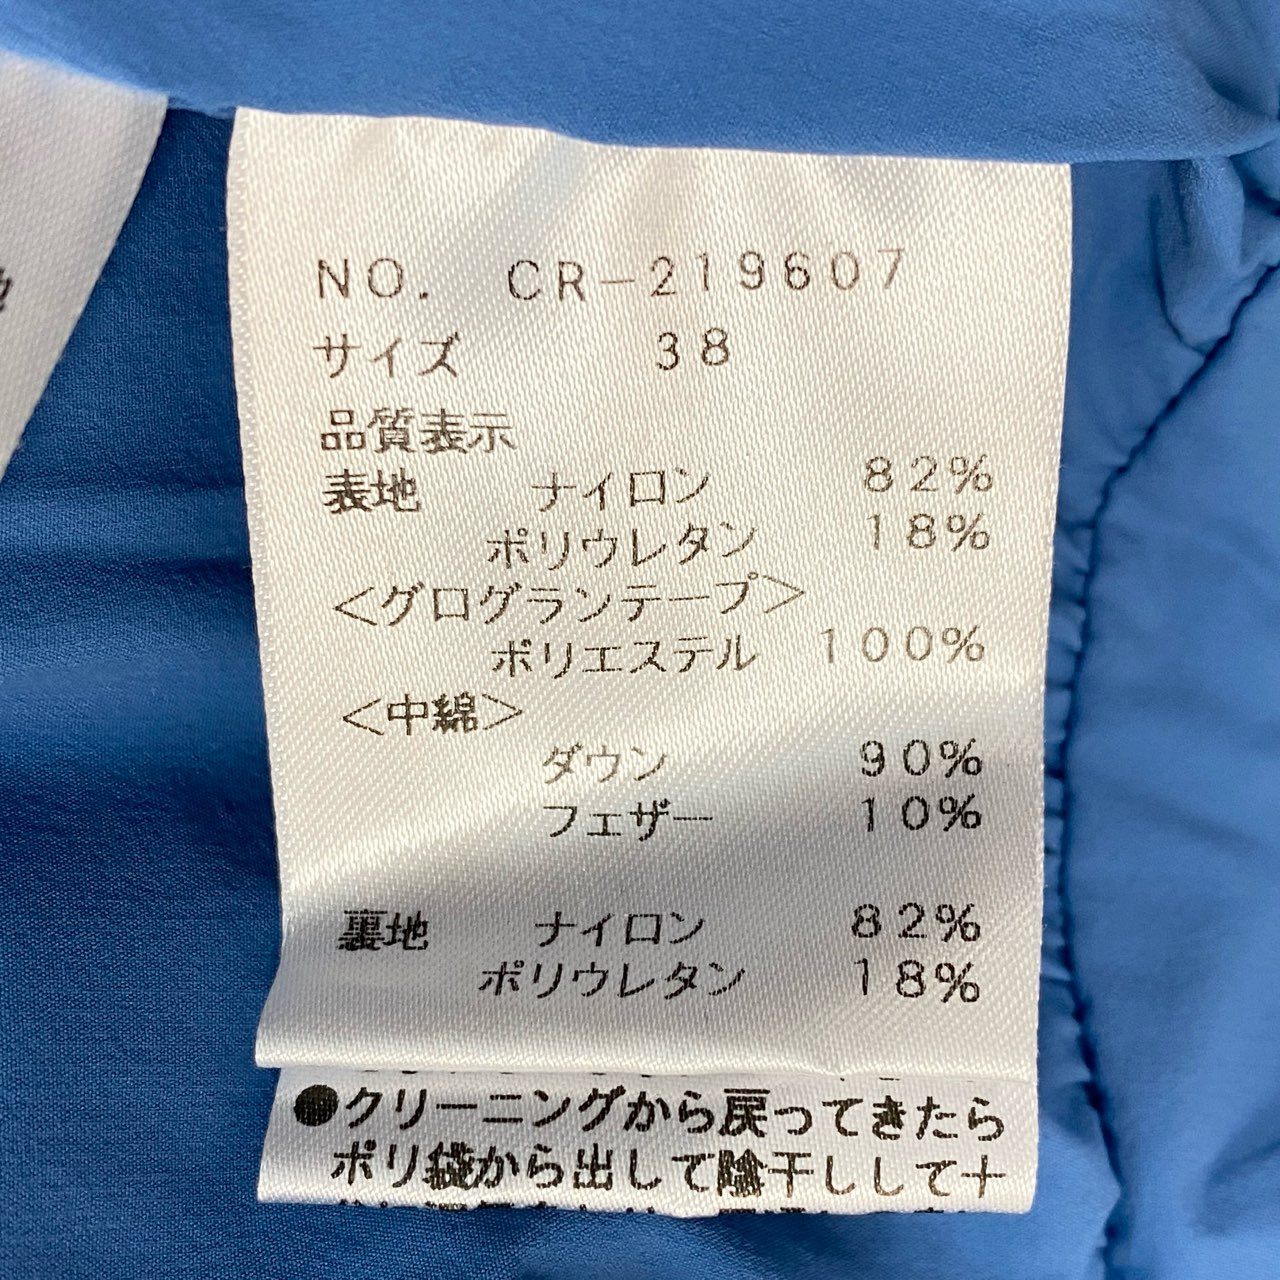 NO. CR-219607
サイズ 38
品質表示
表地 ナイロン 82%
ポリウレタン 18%
<グログランテープ>
ポリエステル 100%
<中綿>
ダウン 90%
フェザー 10%
裏地 ナイロン 82%
ポリウレタン 18%
●クリーニングから戻ってきたら
ポリ袋から出して陰干しして十